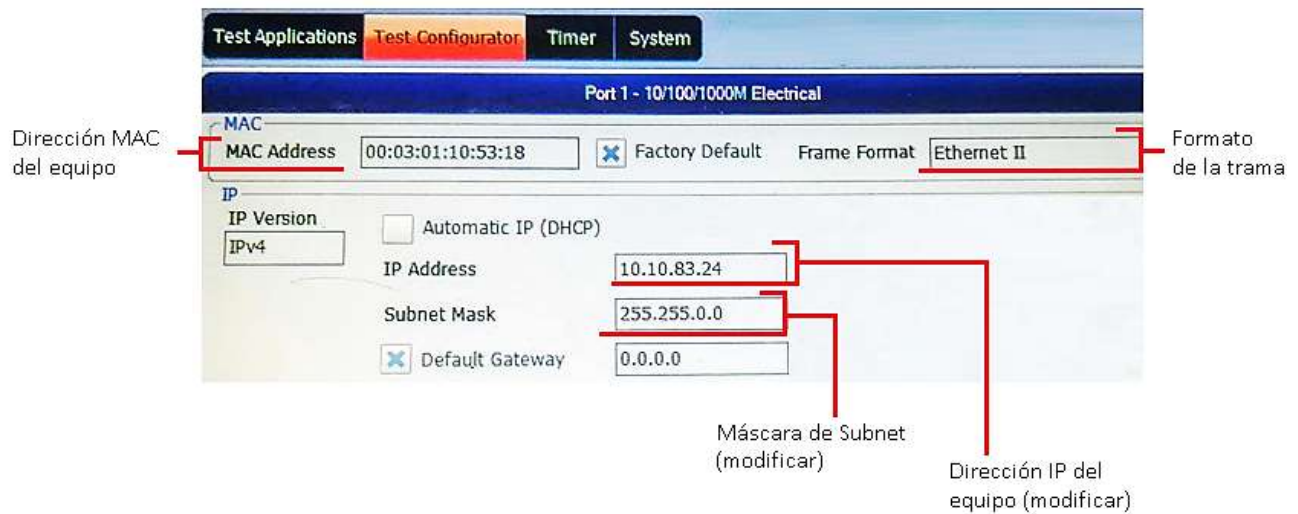 Test Applications Test Configurator Timer System
Port 1 - 10/100/1000M Electrical
MAC
Dirección MAC
del equipo
MAC Address 00:03:01:10:53:18 Factory Default Frame Format Ethernet II
Formato
de la trama
IP
IP Version
IPv4
Automatic IP (DHCP)
IP Address 10.10.83.24
Subnet Mask 255.255.0.0
Default Gateway 0.0.0.0
Máscara de Subnet
(modificar)
Dirección IP del
equipo (modificar)